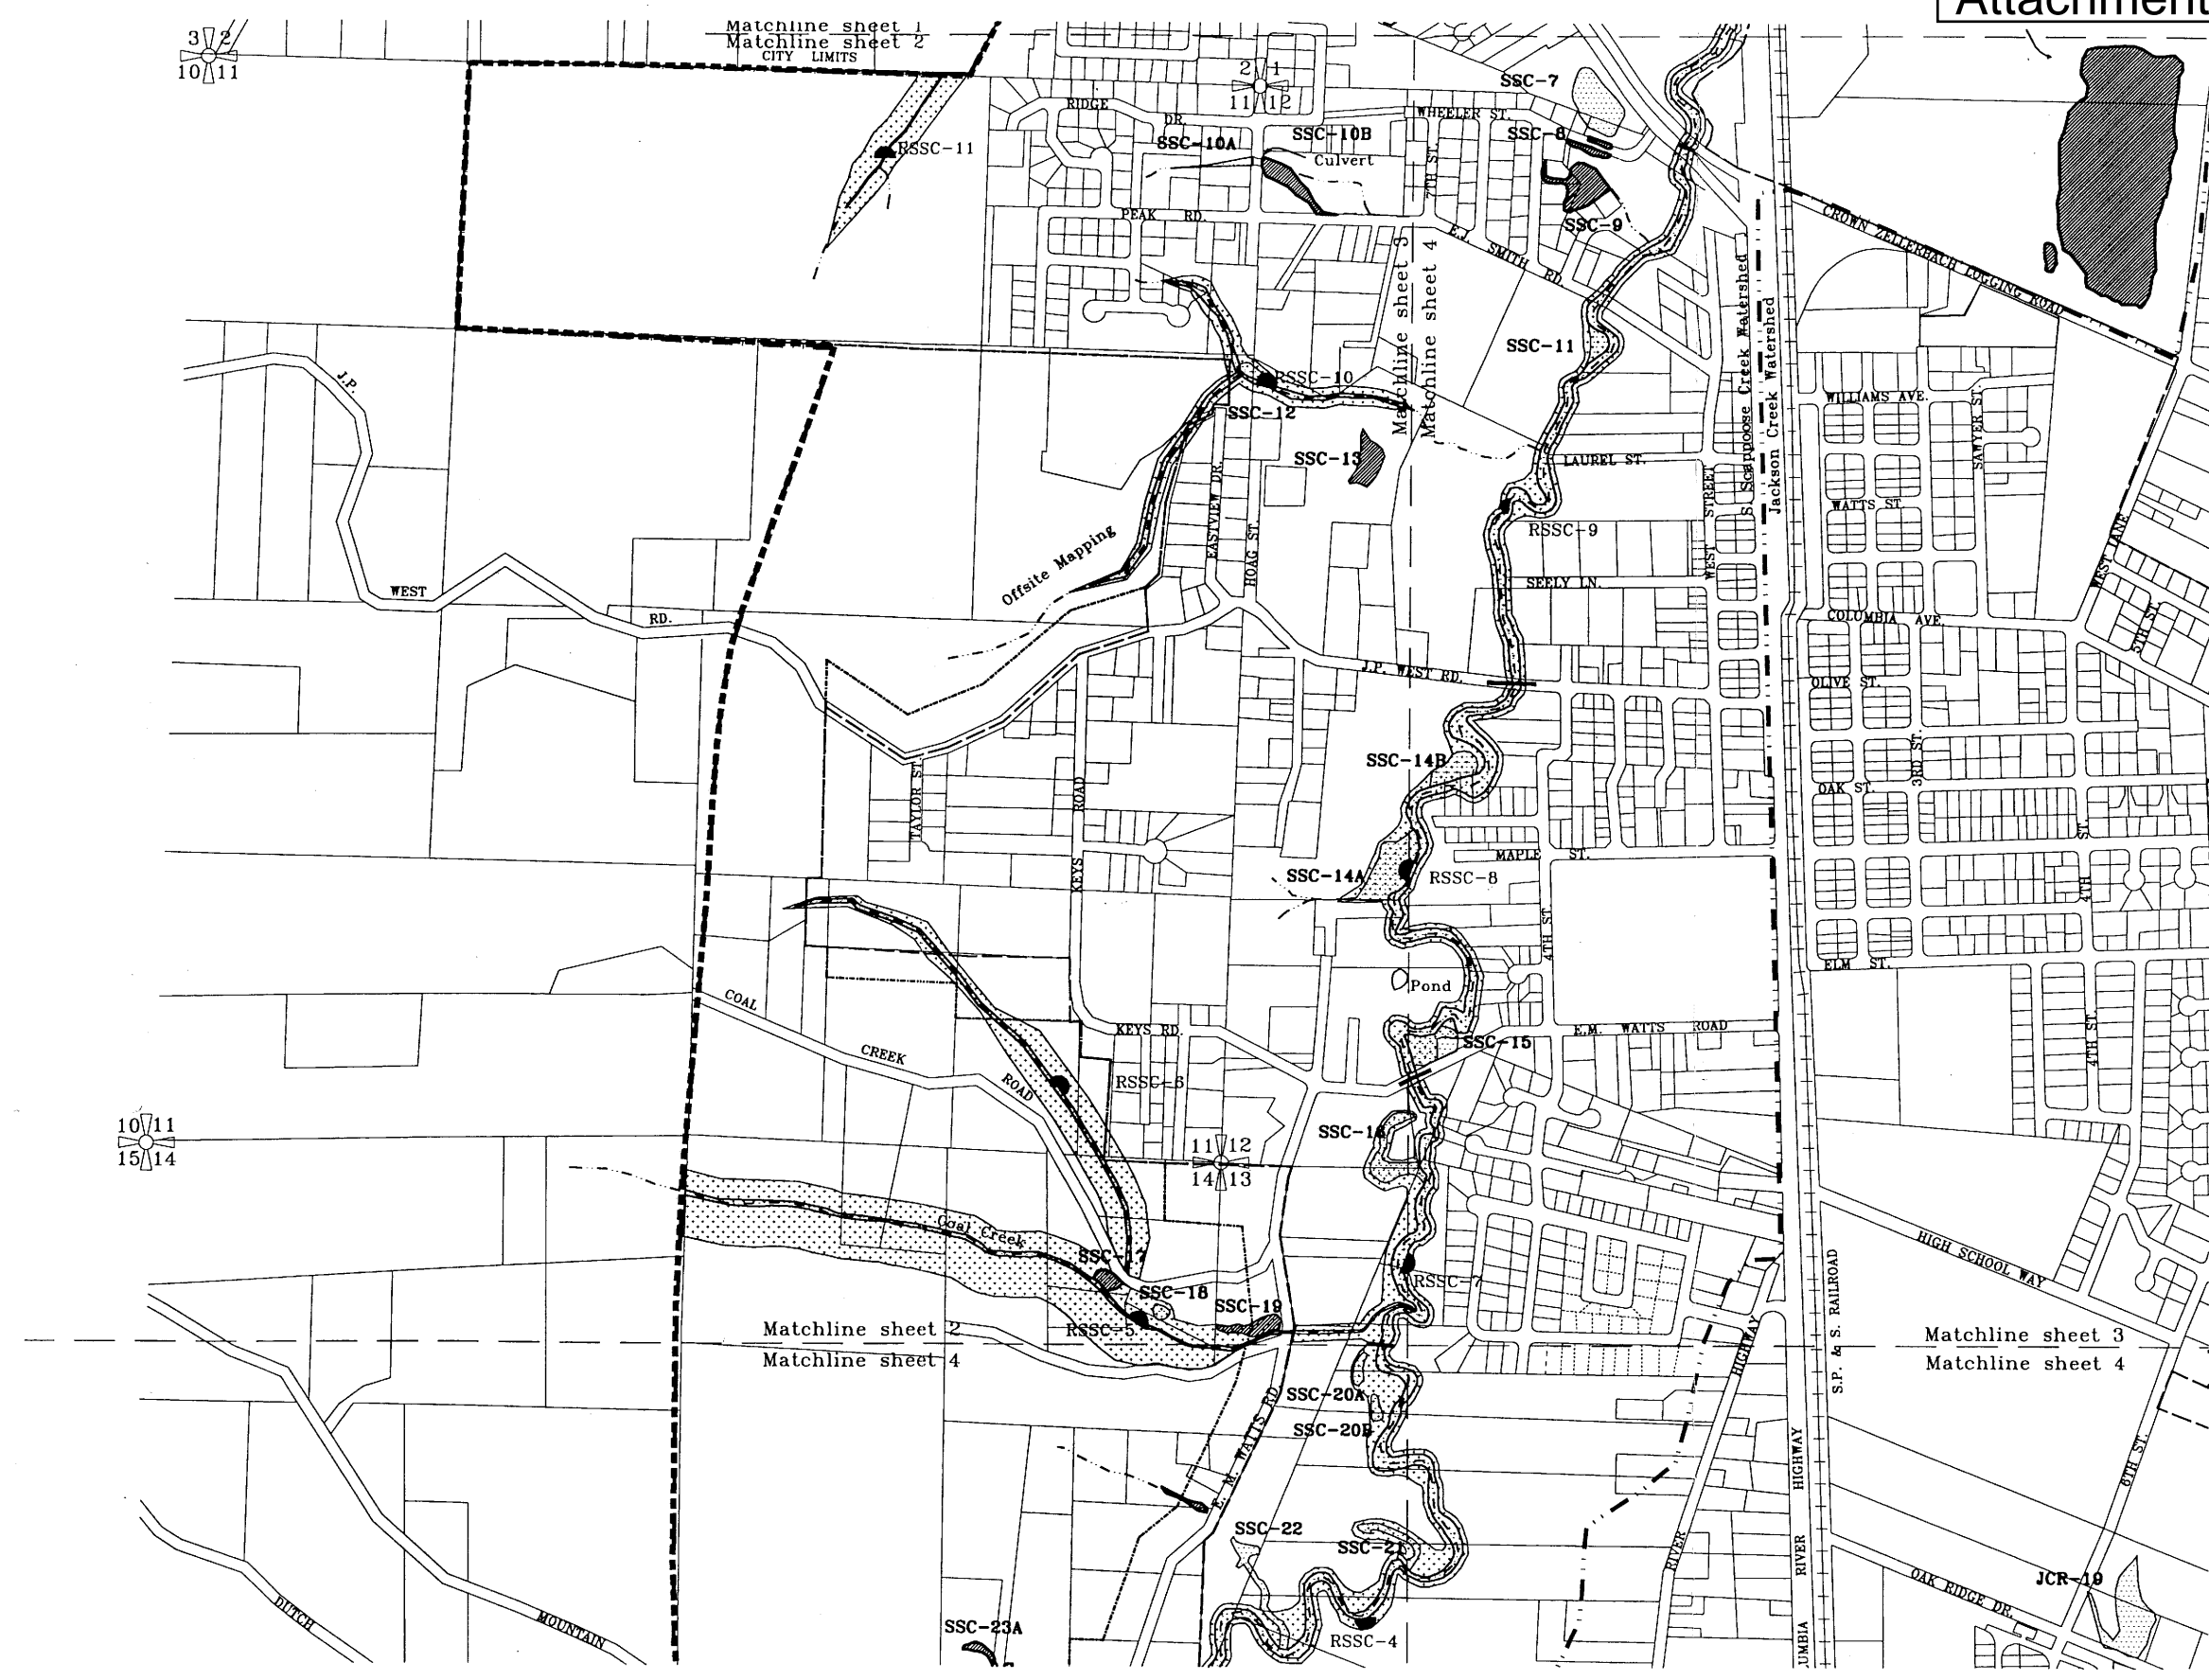 Attachment
Matchline sheet 1
Matchline sheet 2
CITY LIMITS
3 2
10 11
2 1
11 12
SSC-7
RIDGE
DR.
WHEELER ST.
SSC-10A
SSC-10B
Culvert
SSC-8
RSSC-11
7TH ST.
PEAK RD.
SSC-9
E.J. SMITH RD.
CROWN ZELLERBACH LOGGING ROAD
Matchline sheet 3
Matchline sheet 4
S. Scappoose Creek Watershed
Jackson Creek Watershed
SSC-11
J.P.
RSSC-10
SSC-12
WILLIAMS AVE.
SAWYER ST.
SSC-13
LAUREL ST.
EASTVIEW DR.
HOAG ST.
WEST STREET
WATTS ST.
RSSC-9
Offsite Mapping
WEST LANE
SEELY LN.
WEST
RD.
COLUMBIA AVE.
5TH ST.
J.P. WEST RD.
OLIVE ST.
SSC-14B
TAYLOR ST.
KEYS ROAD
3RD ST.
OAK ST.
4TH ST.
MAPLE ST.
SSC-14A
RSSC-8
4TH ST.
ELM ST.
Pond
COAL
CREEK
ROAD
KEYS RD.
E.M. WATTS ROAD
SSC-15
4TH ST.
RSSC-6
10 11
15 14
11 12
14 13
Coal Creek
HIGH SCHOOL WAY
RSSC-7
SSC-18
SSC-19
RSSC-5
S.P. & S. RAILROAD
Matchline sheet 2
Matchline sheet 4
Matchline sheet 3
Matchline sheet 4
HIGHWAY
SSC-20A
SSC-20B
E. M. WATTS RD.
HIGHWAY
6TH ST.
SSC-22
SSC-21
RIVER
RIVER
OAK RIDGE DR.
JCR-19
DUTCH
MOUNTAIN
SSC-23A
RSSC-4
UMBIA